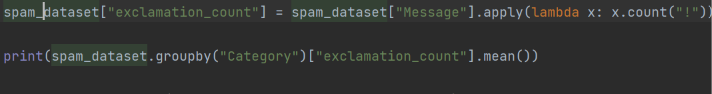 spam_dataset["exclamation_count"] = spam_dataset["Message"].apply(lambda x: x.count("!"))
print(spam_dataset.groupby("Category")["exclamation_count"].mean())